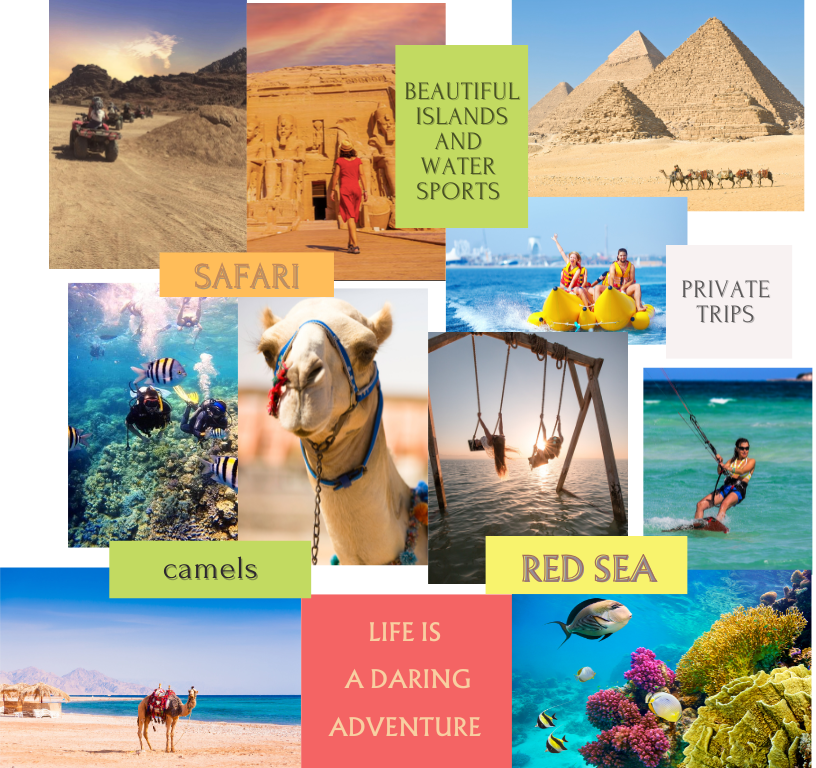 BEAUTIFUL
ISLANDS
AND
WATER
SPORTS
SAFARI
PRIVATE
TRIPS
camels
RED SEA
LIFE IS
A DARING
ADVENTURE